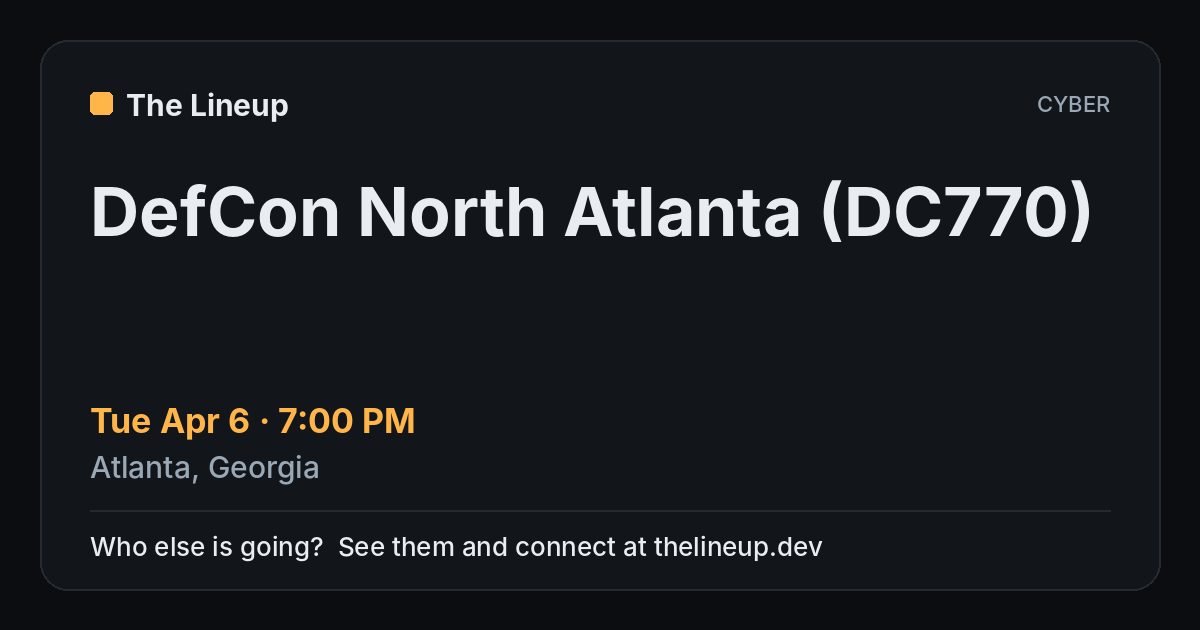 The Lineup
CYBER
DefCon North Atlanta (DC770)
Tue Apr 6 · 7:00 PM
Atlanta, Georgia
Who else is going?  See them and connect at thelineup.dev